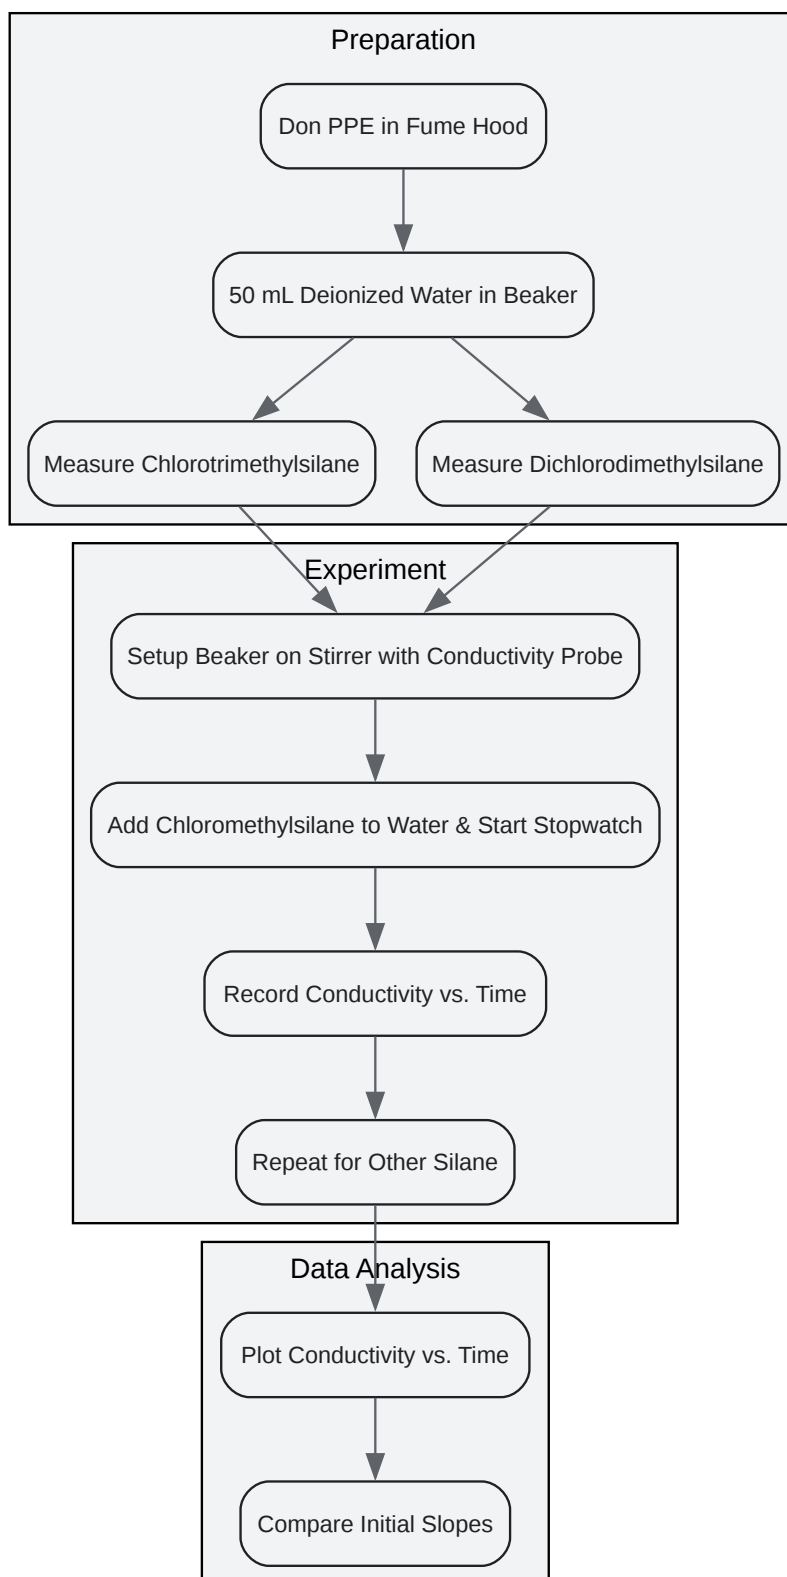 Preparation
Don PPE in Fume Hood
50 mL Deionized Water in Beaker
Measure Chlorotrimethylsilane
Measure Dichlorodimethylsilane
Experiment
Setup Beaker on Stirrer with Conductivity Probe
Add Chloromethylsilane to Water & Start Stopwatch
Record Conductivity vs. Time
Repeat for Other Silane
Data Analysis
Plot Conductivity vs. Time
Compare Initial Slopes